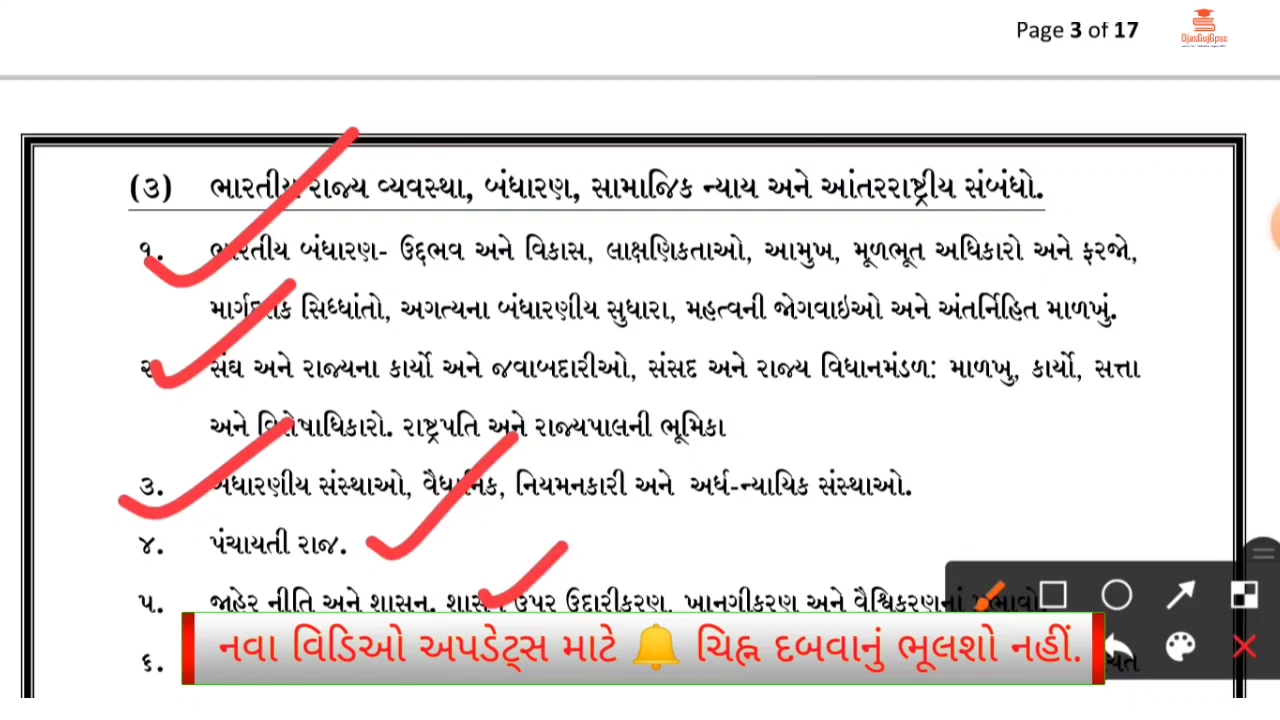 Page 3 of 17
OjasGujGpsc
(૩) ભારતીય રાજ્ય વ્યવસ્થા, બંધારણ, સામાજિક ન્યાય અને આંતરરાષ્ટ્રીય સંબંધો.
૧. ભારતીય બંધારણ- ઉદ્દભવ અને વિકાસ, લાક્ષણિકતાઓ, આમુખ, મૂળભૂત અધિકારો અને ફરજો,
માર્ગદર્શક સિધ્ધાંતો, અગત્યના બંધારણીય સુધારા, મહત્વની જોગવાઇઓ અને અંતર્નિહિત માળખું.
૨. સંઘ અને રાજ્યના કાર્યો અને જવાબદારીઓ, સંસદ અને રાજ્ય વિધાનમંડળ: માળખુ, કાર્યો, સત્તા
અને વિશેષાધિકારો. રાષ્ટ્રપતિ અને રાજ્યપાલની ભૂમિકા
૩. બંધારણીય સંસ્થાઓ, વૈધાનિક, નિયમનકારી અને અર્ધ-ન્યાયિક સંસ્થાઓ.
૪. પંચાયતી રાજ.
૫. જાહેર નીતિ અને શાસન. શાસન ઉપર ઉદારીકરણ, ખાનગીકરણ અને વૈશ્વિકરણનાં પ્રભાવો.
૬.
નવા વિડિઓ અપડેટ્સ માટે 🔔 ચિહ્ન દબવાનું ભૂલશો નહીં.